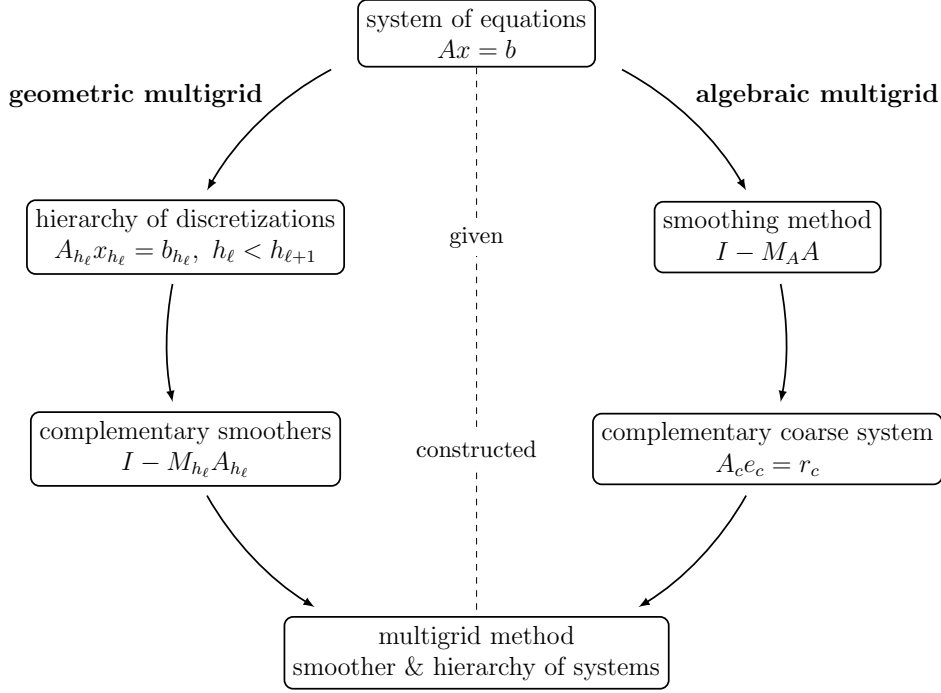 system of equations
Ax = b
geometric multigrid
algebraic multigrid
hierarchy of discretizations
A_{h_ℓ} x_{h_ℓ} = b_{h_ℓ}, h_ℓ < h_{ℓ+1}
given
smoothing method
I − M_A A
complementary smoothers
I − M_{h_ℓ} A_{h_ℓ}
constructed
complementary coarse system
A_c e_c = r_c
multigrid method
smoother & hierarchy of systems